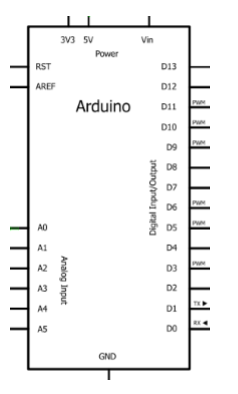 3V3 5V Vin
Power
RST D13
AREF D12
Arduino
D11 PWM
D10 PWM
D9 PWM
D8
D7
D6 PWM
Digital Input/Output
A0 D5 PWM
A1 D4
A2 D3 PWM
Analog Input
A3 D2
A4 D1 TX ►
A5 D0 RX ◄
GND